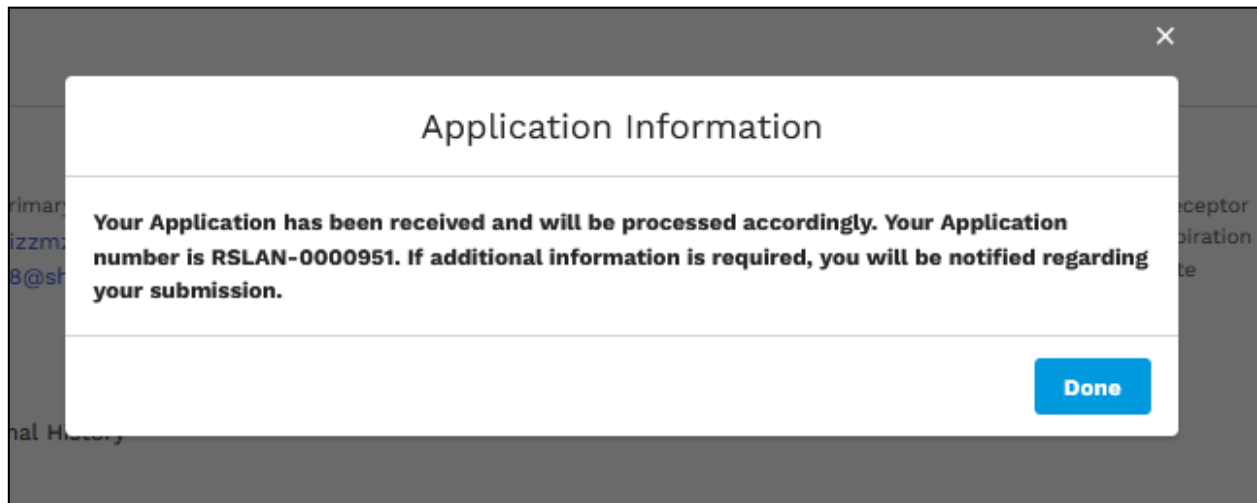 Application Information
Your Application has been received and will be processed accordingly. Your Application
number is RSLAN-0000951. If additional information is required, you will be notified regarding
your submission.
Done